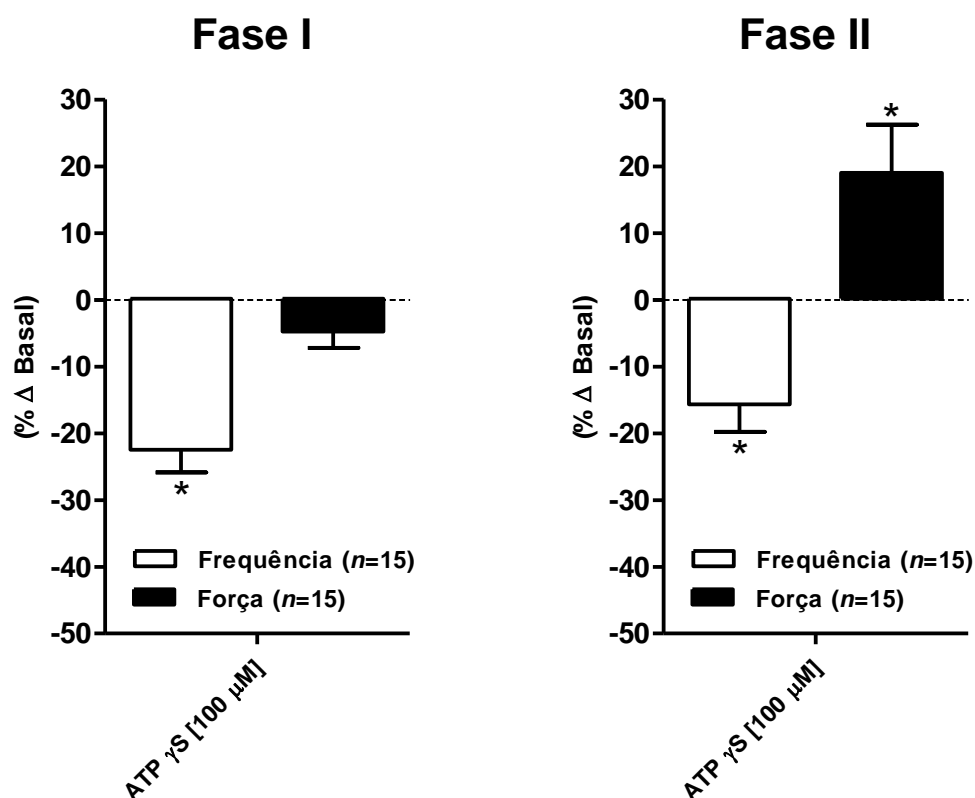 Fase I
30
20
10
0
-10
-20
-30
-40
-50
(% Δ Basal)
*
Frequência (n=15)
Força (n=15)
ATP γS [100 μM]
Fase II
30
20
10
0
-10
-20
-30
-40
-50
(% Δ Basal)
*
*
Frequência (n=15)
Força (n=15)
ATP γS [100 μM]